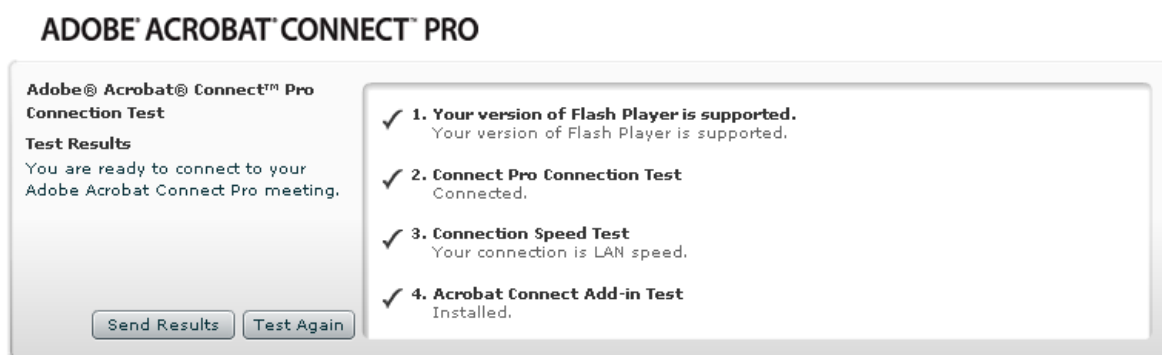 ADOBE® ACROBAT® CONNECT™ PRO
Adobe® Acrobat® Connect™ Pro
Connection Test
Test Results
You are ready to connect to your
Adobe Acrobat Connect Pro meeting.
Send Results
Test Again
1. Your version of Flash Player is supported.
Your version of Flash Player is supported.
2. Connect Pro Connection Test
Connected.
3. Connection Speed Test
Your connection is LAN speed.
4. Acrobat Connect Add-in Test
Installed.